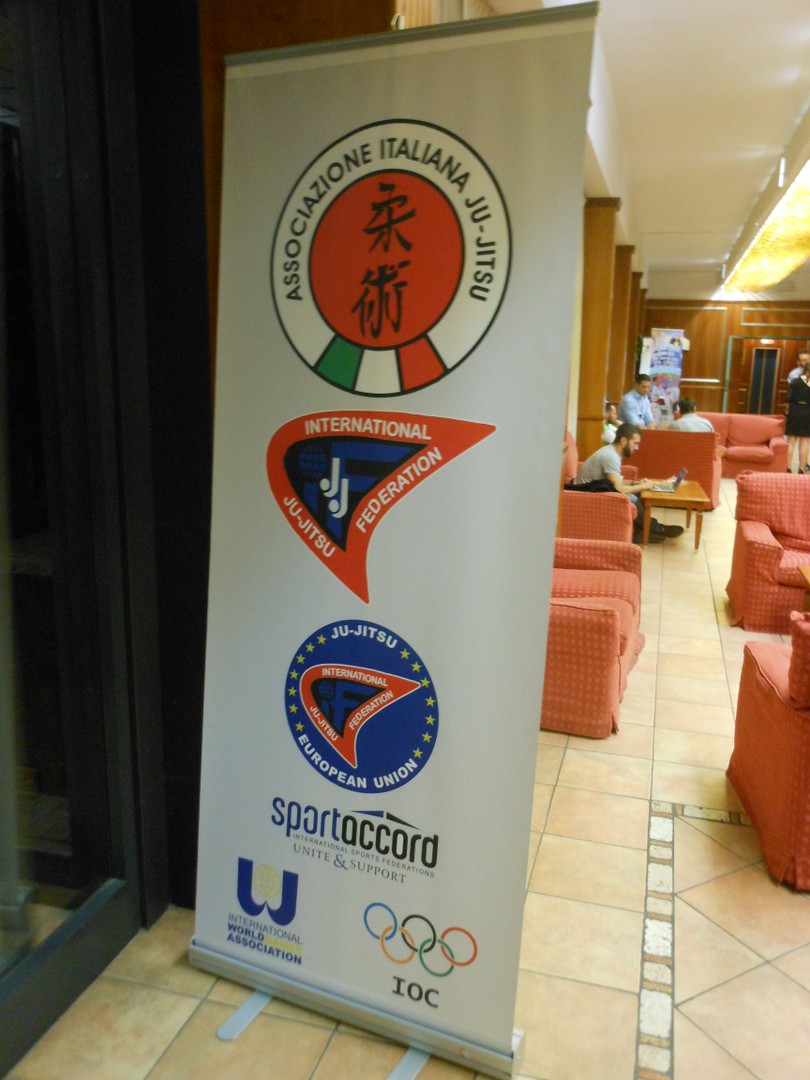 ASSOCIAZIONE ITALIANA JU-JITSU
柔
術
INTERNATIONAL
JJ
JU-JITSU
FEDERATION
JU-JITSU
INTERNATIONAL
JU-JITSU
FEDERATION
EUROPEAN UNION
sportaccord
INTERNATIONAL SPORTS FEDERATIONS
UNITE & SUPPORT
W
INTERNATIONAL
WORLD
ASSOCIATION
IOC